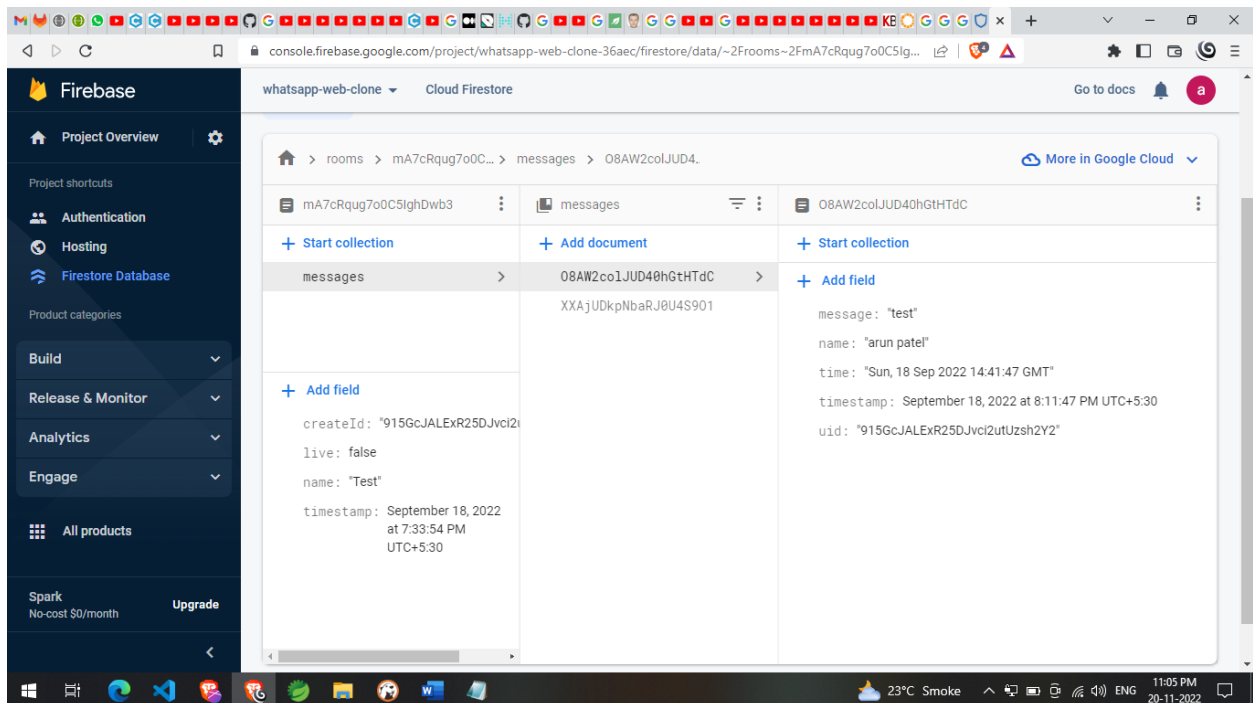 console.firebase.google.com/project/whatsapp-web-clone-36aec/firestore/data/~2Frooms~2FmA7cRqug7o0C5Ig...
Firebase
whatsapp-web-clone
Cloud Firestore
Go to docs
a
Project Overview
Project shortcuts
Authentication
Hosting
Firestore Database
Product categories
Build
Release & Monitor
Analytics
Engage
All products
Spark
No-cost $0/month
Upgrade
rooms > mA7cRqug7o0C... > messages > O8AW2colJUD4..
More in Google Cloud
mA7cRqug7o0C5IghDwb3
Start collection
messages
Add field
createId: "915GcJALExR25DJvci2u
live: false
name: "Test"
timestamp: September 18, 2022
at 7:33:54 PM
UTC+5:30
messages
Add document
O8AW2colJUD40hGtHTdC
XXAjUDkpNbaRJ0U4S9O1
O8AW2colJUD40hGtHTdC
Start collection
Add field
message: "test"
name: "arun patel"
time: "Sun, 18 Sep 2022 14:41:47 GMT"
timestamp: September 18, 2022 at 8:11:47 PM UTC+5:30
uid: "915GcJALExR25DJvci2utUzsh2Y2"
23°C Smoke
ENG
11:05 PM
20-11-2022